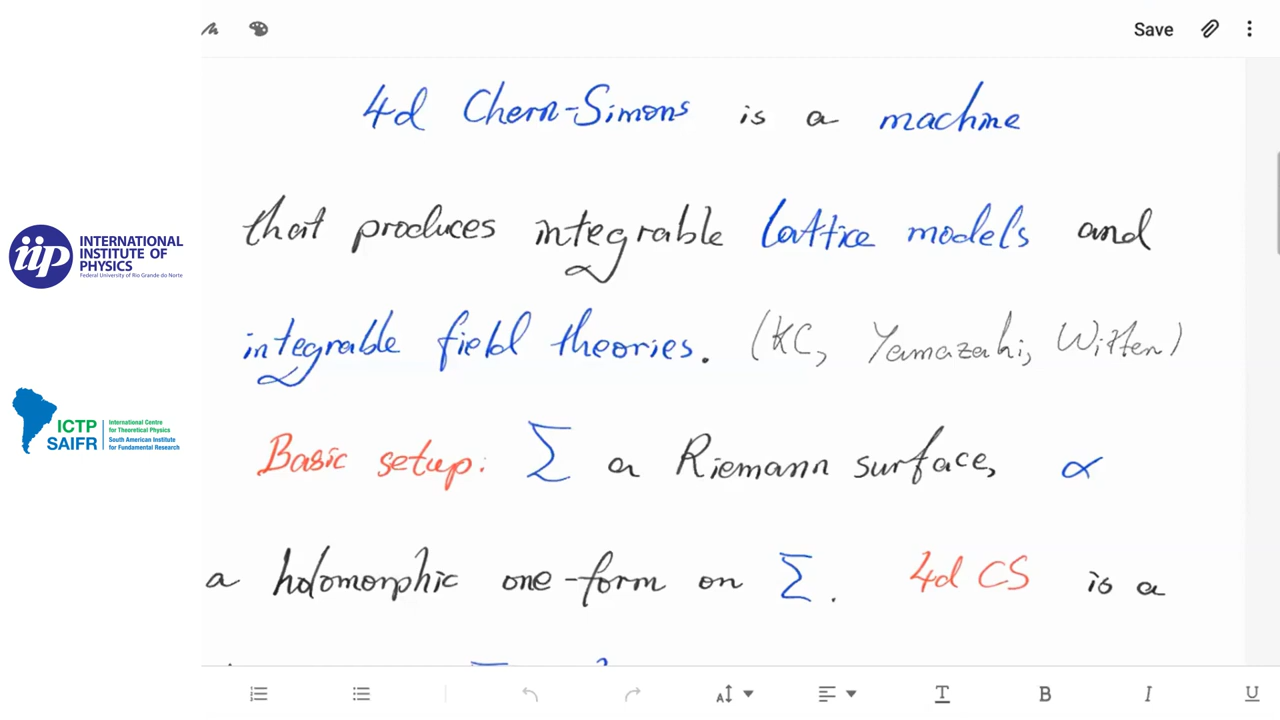 Save
4d Chern-Simons is a machine
that produces integrable lattice models and
integrable field theories. (KC, Yamazaki, Witten)
Basic setup: Σ a Riemann surface, α
a holomorphic one-form on Σ. 4d CS is a
iip INTERNATIONAL
INSTITUTE OF
PHYSICS
Federal University of Rio Grande do Norte
ICTP
SAIFR
International Centre
for Theoretical Physics
South American Institute
for Fundamental Research
T B I U